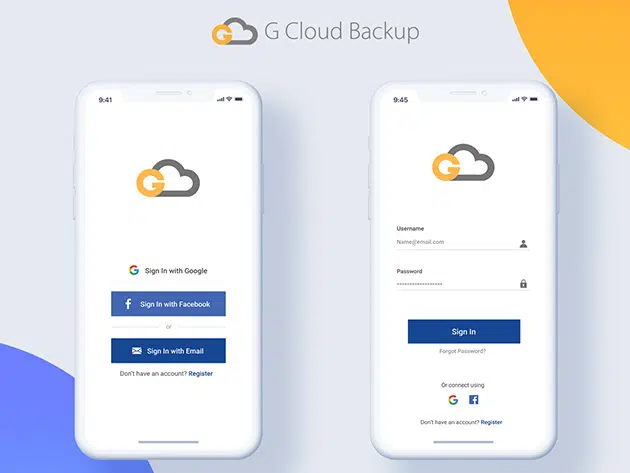 G Cloud Backup
9:41
G
Sign In with Google
Sign In with Facebook
or
Sign In with Email
Don't have an account? Register
9:45
G
Username
Name@email.com
Password
Sign In
Forgot Password?
Or connect using
Don't have an account? Register